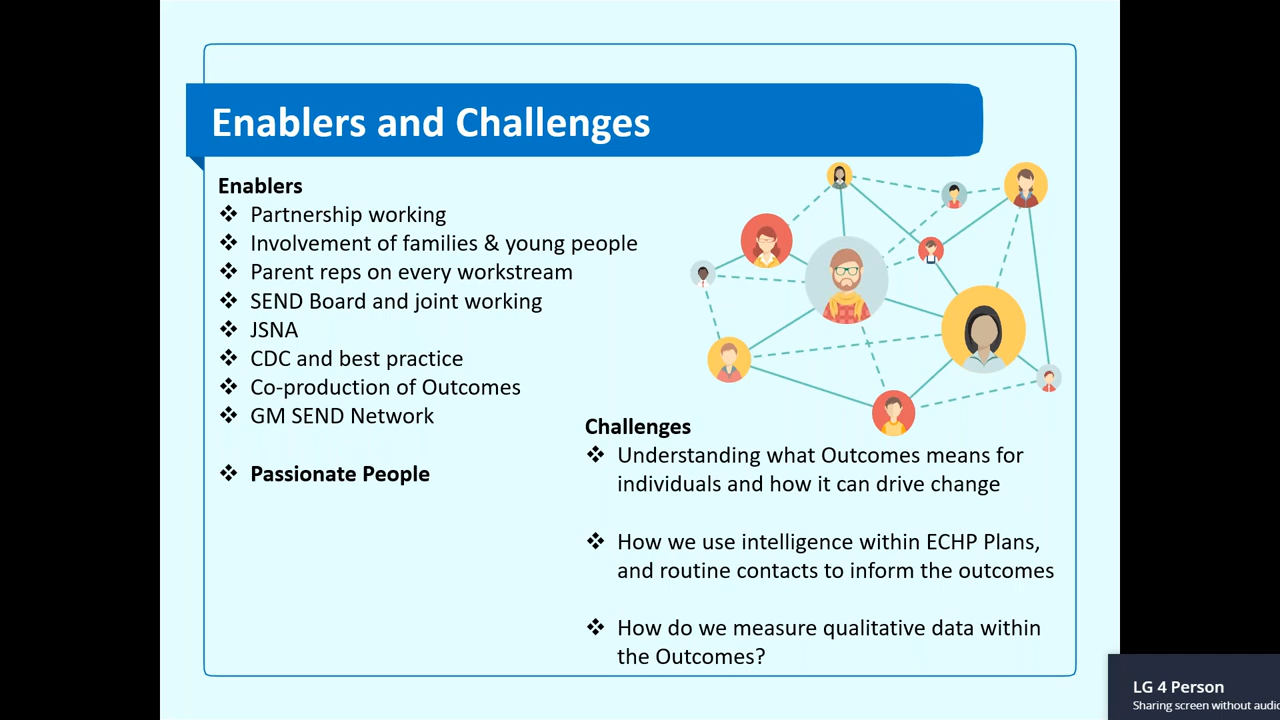 Enablers and Challenges
Enablers
❖ Partnership working
❖ Involvement of families & young people
❖ Parent reps on every workstream
❖ SEND Board and joint working
❖ JSNA
❖ CDC and best practice
❖ Co-production of Outcomes
❖ GM SEND Network
❖ Passionate People
Challenges
❖ Understanding what Outcomes means for
individuals and how it can drive change
❖ How we use intelligence within ECHP Plans,
and routine contacts to inform the outcomes
❖ How do we measure qualitative data within
the Outcomes?
LG 4 Person
Sharing screen without audio